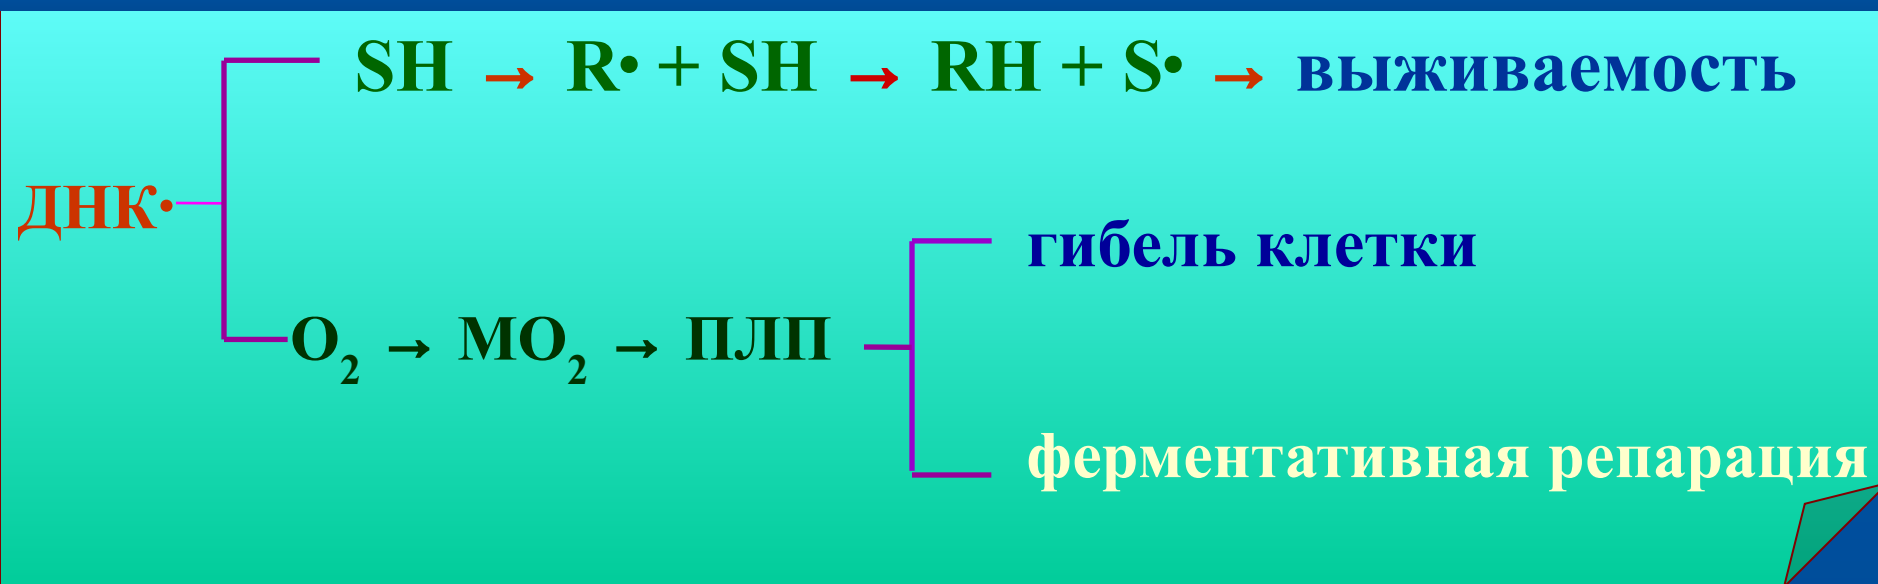 SH → R• + SH → RH + S• → выживаемость
ДНК•
гибель клетки
O₂ → MO₂ → ПЛП
ферментативная репарация